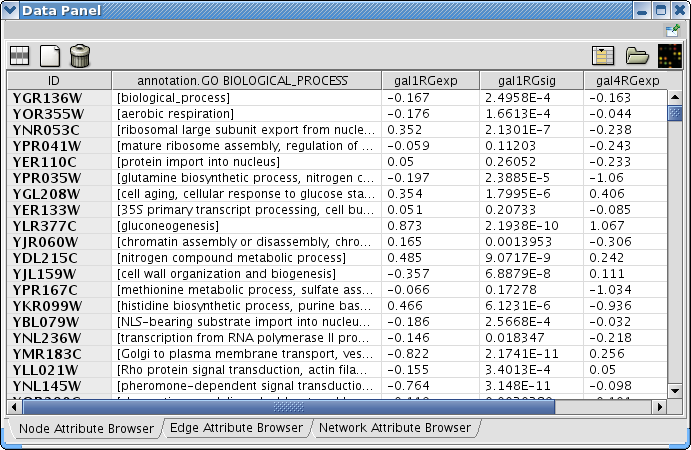 Data Panel
ID annotation.GO BIOLOGICAL_PROCESS gal1RGexp gal1RGsig gal4RGexp
YGR136W [biological_process] -0.167 2.4958E-4 -0.163
YOR355W [aerobic respiration] -0.176 1.6613E-4 -0.044
YNR053C [ribosomal large subunit export from nucle... 0.352 2.1301E-7 -0.238
YPR041W [mature ribosome assembly, regulation of ... -0.059 0.11203 -0.243
YER110C [protein import into nucleus] 0.05 0.26052 -0.233
YPR035W [glutamine biosynthetic process, nitrogen c... -0.197 2.3885E-5 -1.06
YGL208W [cell aging, cellular response to glucose sta... 0.354 1.7995E-6 0.406
YER133W [35S primary transcript processing, cell bu... 0.051 0.20733 -0.085
YLR377C [gluconeogenesis] 0.873 2.1938E-10 1.067
YJR060W [chromatin assembly or disassembly, chro... 0.165 0.0013953 -0.306
YDL215C [nitrogen compound metabolic process] 0.485 9.0717E-9 0.242
YJL159W [cell wall organization and biogenesis] -0.357 6.8879E-8 0.111
YPR167C [methionine metabolic process, sulfate ass... -0.066 0.17278 -1.034
YKR099W [histidine biosynthetic process, purine bas... 0.466 6.1231E-6 -0.936
YBL079W [NLS-bearing substrate import into nucleu... -0.186 2.5668E-4 -0.032
YNL236W [transcription from RNA polymerase II pro... -0.146 0.018347 -0.218
YMR183C [Golgi to plasma membrane transport, ves... -0.822 2.1741E-11 0.256
YLL021W [Rho protein signal transduction, actin fila... -0.155 3.4013E-4 0.05
YNL145W [pheromone-dependent signal transductio... -0.764 3.148E-11 -0.098
Node Attribute Browser Edge Attribute Browser Network Attribute Browser